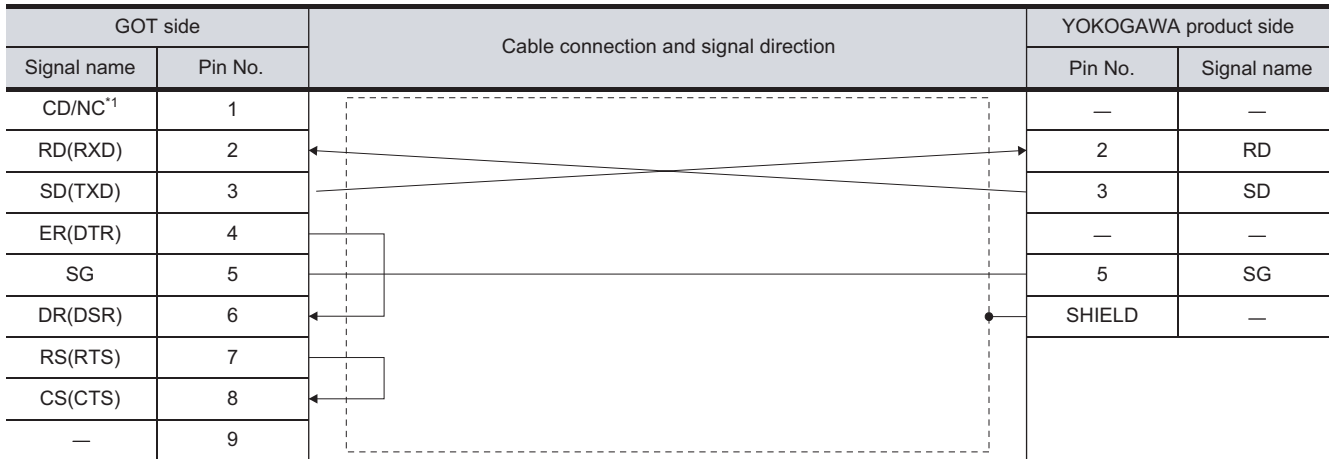 GOT side Cable connection and signal direction YOKOGAWA product side
Signal name Pin No. Pin No. Signal name
CD/NC*1 1 — —
RD(RXD) 2 2 RD
SD(TXD) 3 3 SD
ER(DTR) 4 — —
SG 5 5 SG
DR(DSR) 6 SHIELD —
RS(RTS) 7
CS(CTS) 8
— 9